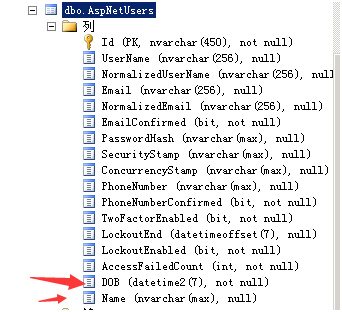 dbo.AspNetUsers
列
Id (PK, nvarchar(450), not null)
UserName (nvarchar(256), null)
NormalizedUserName (nvarchar(256), null)
Email (nvarchar(256), null)
NormalizedEmail (nvarchar(256), null)
EmailConfirmed (bit, not null)
PasswordHash (nvarchar(max), null)
SecurityStamp (nvarchar(max), null)
ConcurrencyStamp (nvarchar(max), null)
PhoneNumber (nvarchar(max), null)
PhoneNumberConfirmed (bit, not null)
TwoFactorEnabled (bit, not null)
LockoutEnd (datetimeoffset(7), null)
LockoutEnabled (bit, not null)
AccessFailedCount (int, not null)
DOB (datetime2(7), not null)
Name (nvarchar(max), null)